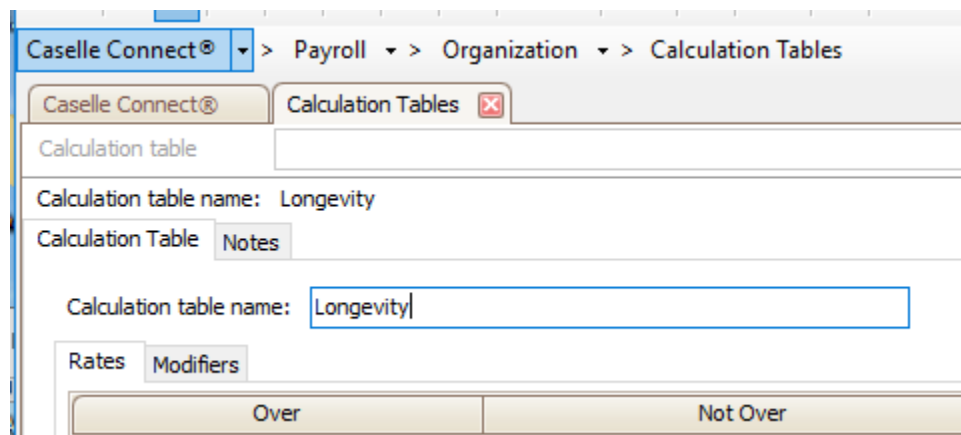 Caselle Connect® > Payroll > Organization > Calculation Tables
Caselle Connect® Calculation Tables
Calculation table
Calculation table name: Longevity
Calculation Table Notes
Calculation table name: Longevity
Rates Modifiers
Over Not Over